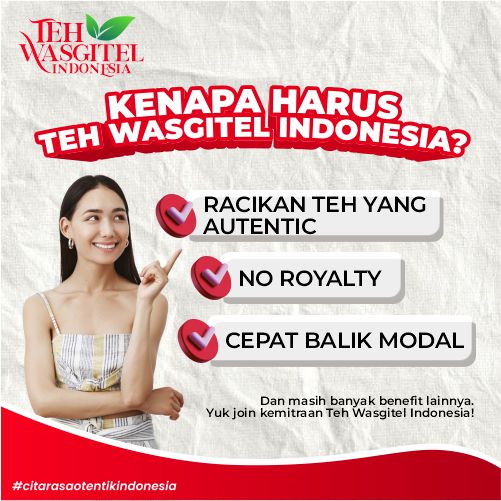 TEH
WASGITEL
INDONESIA
KENAPA HARUS
TEH WASGITEL INDONESIA?
RACIKAN TEH YANG
AUTENTIC
NO ROYALTY
CEPAT BALIK MODAL
Dan masih banyak benefit lainnya.
Yuk join kemitraan Teh Wasgitel Indonesia!
#citarasaotentikindonesia